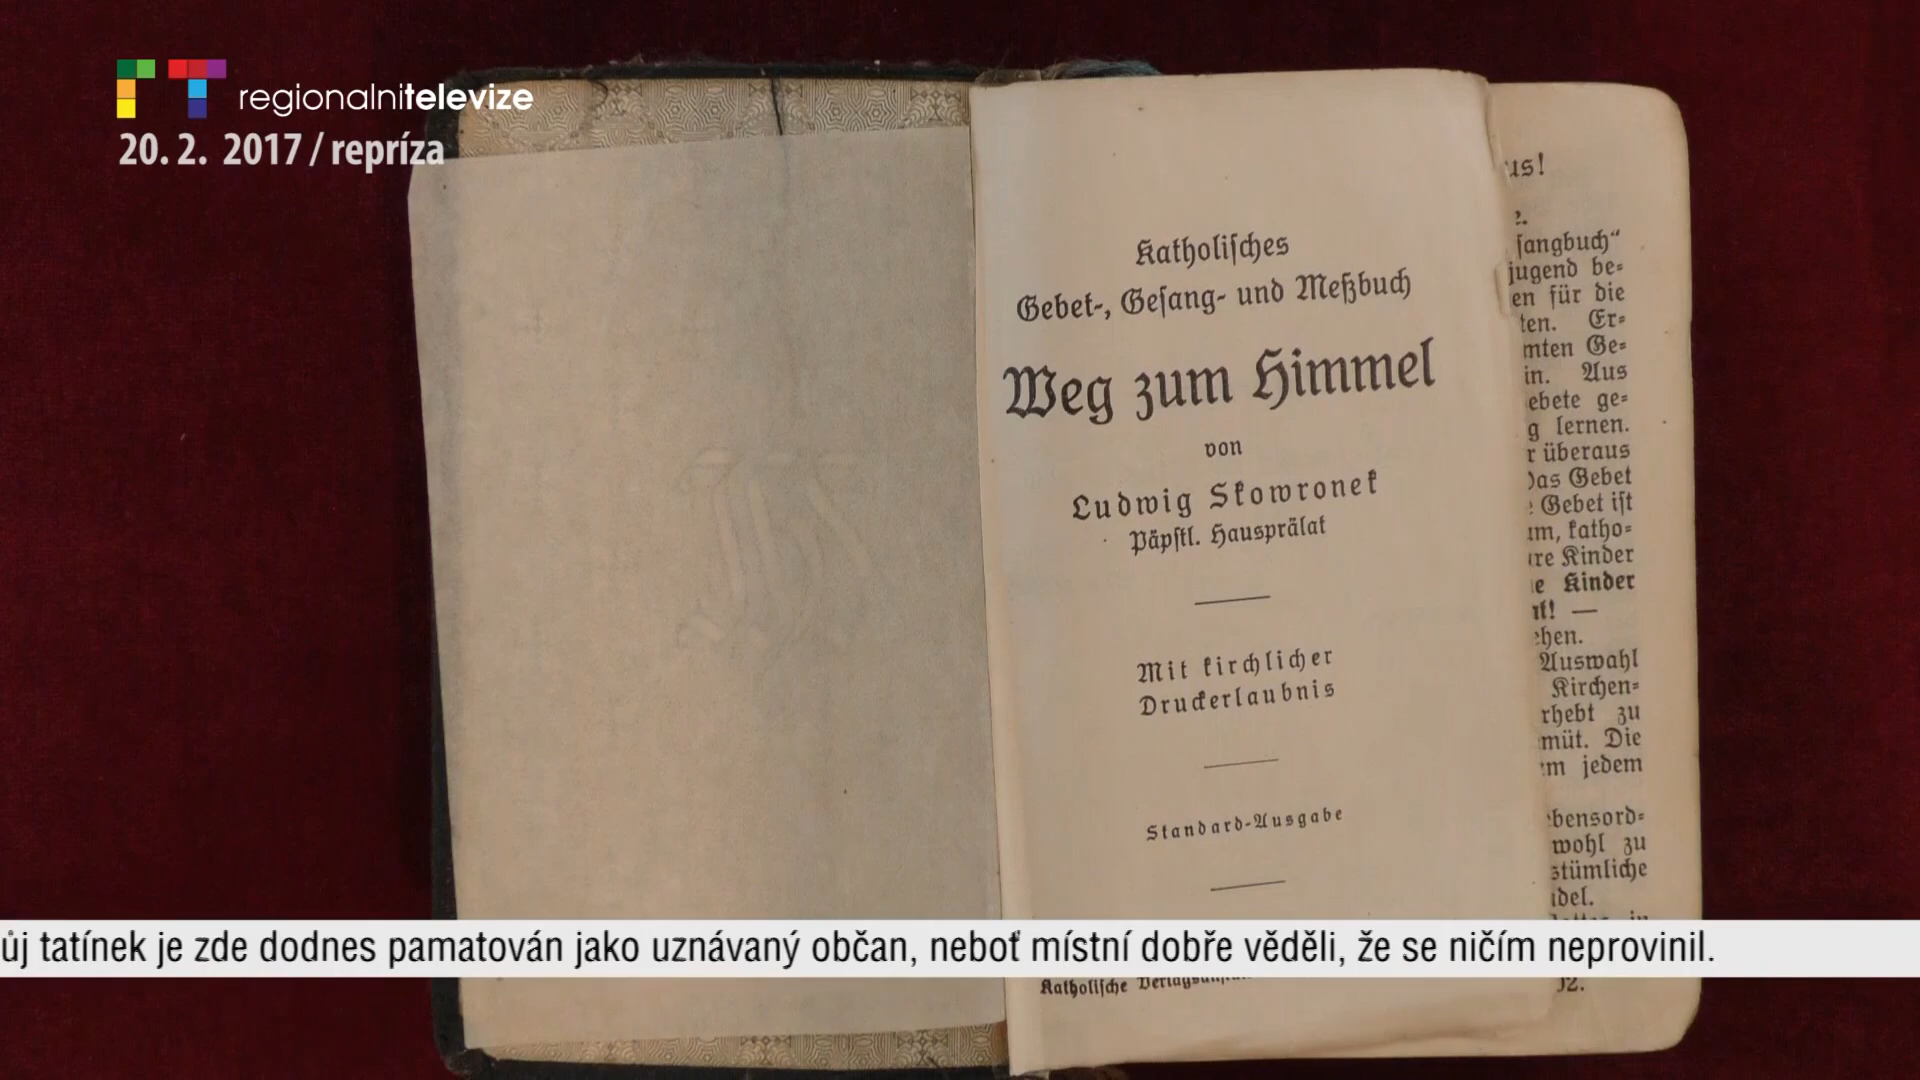 regionalnitelevize
20. 2. 2017 / repríza
Katholiſches
Gebet-, Geſang- und Meßbuch
Weg zum Himmel
von
Ludwig Skowronek
Päpſtl. Hausprälat
Mit kirchlicher
Druckerlaubnis
Standard-Ausgabe
Katholiſche
us!
ſangbuch“
jugend be=
en für die
ten. Er=
mten Ge=
in. Aus
ebete ge=
g lernen.
r überaus
Das Gebet
Gebet iſt
um, katho=
re Kinder
e Kinder
Auswahl
Kirchen=
rhebt zu
müt. Die
jedem
bensord=
wohl zu
stümliche
del.
ůj tatínek je zde dodnes pamatován jako uznávaný občan, neboť místní dobře věděli, že se ničím neprovinil.